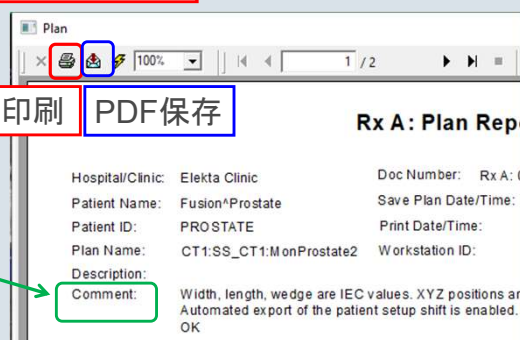 Plan
100%
1 / 2
印刷 PDF保存
Rx A: Plan
Hospital/Clinic: Elekta Clinic Doc Number: Rx A:
Patient Name: Fusion^Prostate Save Plan Date/Time:
Patient ID: PROSTATE Print Date/Time:
Plan Name: CT1:SS_CT1:MonProstate2 Workstation ID:
Description:
Comment: Width, length, wedge are IEC values. XYZ positions
Automated export of the patient setup shift is enabled.
OK